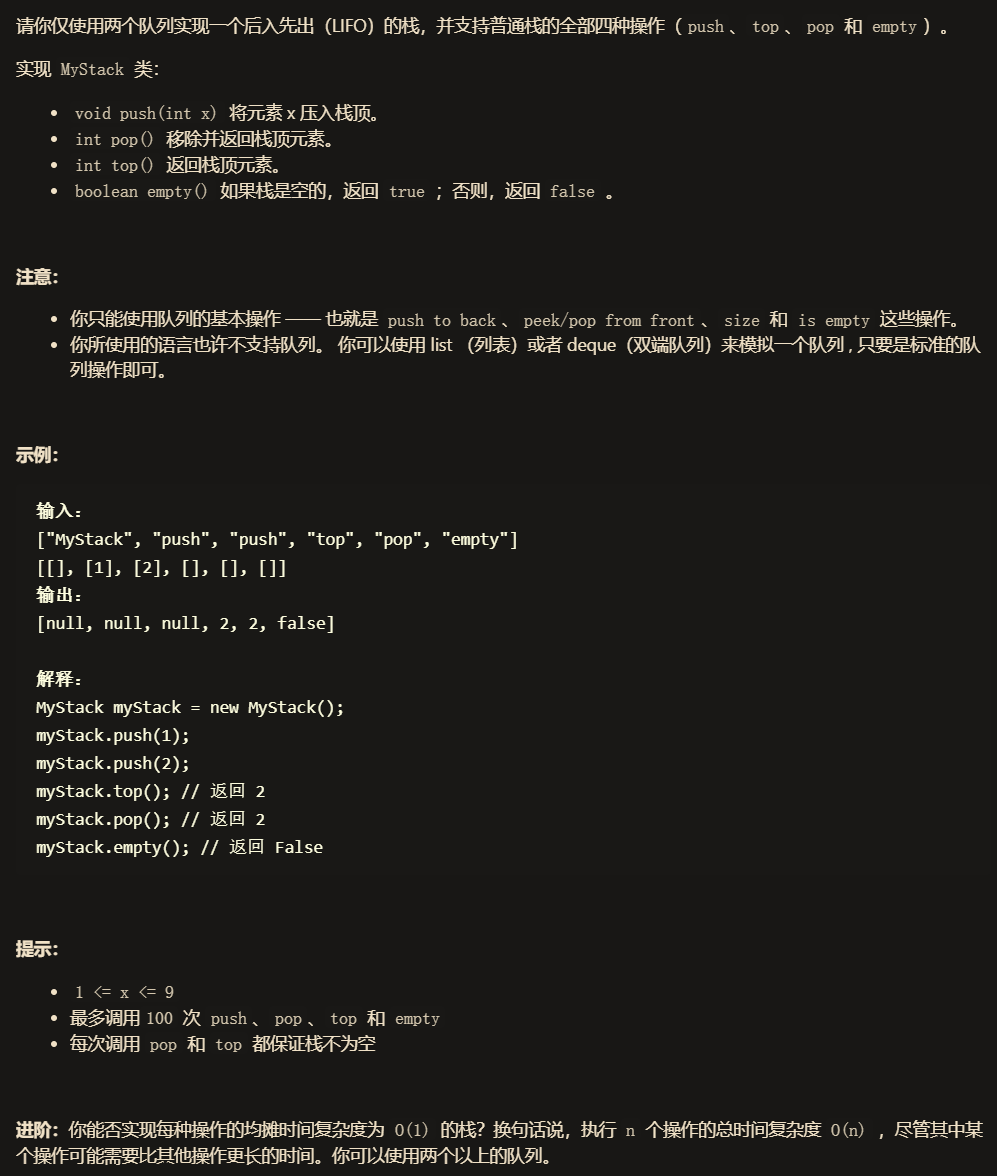 请你仅使用两个队列实现一个后入先出（LIFO）的栈，并支持普通栈的全部四种操作（ push 、 top 、 pop 和 empty ）。
实现 MyStack 类：
• void push(int x) 将元素 x 压入栈顶。
• int pop() 移除并返回栈顶元素。
• int top() 返回栈顶元素。
• boolean empty() 如果栈是空的，返回 true ；否则，返回 false 。
注意：
• 你只能使用队列的基本操作 —— 也就是 push to back 、 peek/pop from front 、 size 和 is empty 这些操作。
• 你所使用的语言也许不支持队列。 你可以使用 list （列表）或者 deque（双端队列）来模拟一个队列 , 只要是标准的队
列操作即可。
示例：
输入：
["MyStack", "push", "push", "top", "pop", "empty"]
[[], [1], [2], [], [], []]
输出：
[null, null, null, 2, 2, false]
解释：
MyStack myStack = new MyStack();
myStack.push(1);
myStack.push(2);
myStack.top(); // 返回 2
myStack.pop(); // 返回 2
myStack.empty(); // 返回 False
提示：
• 1 <= x <= 9
• 最多调用 100 次 push 、 pop 、 top 和 empty
• 每次调用 pop 和 top 都保证栈不为空
进阶：你能否实现每种操作的均摊时间复杂度为 O(1) 的栈？换句话说，执行 n 个操作的总时间复杂度 O(n) ，尽管其中某
个操作可能需要比其他操作更长的时间。你可以使用两个以上的队列。